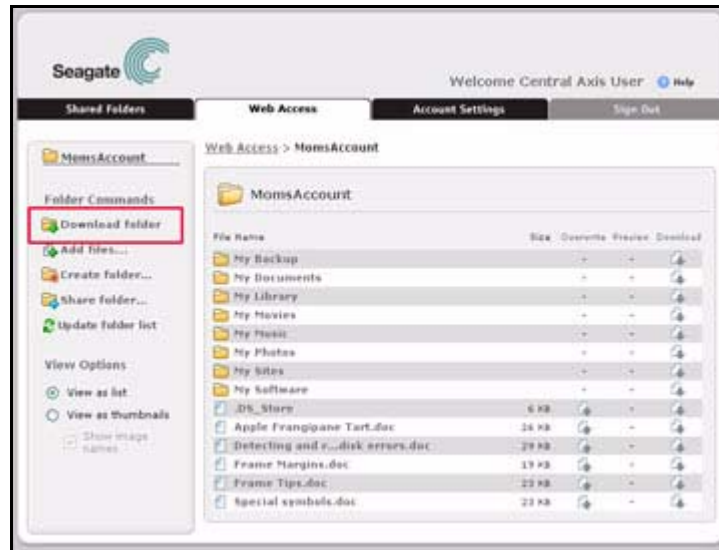 Seagate
Welcome Central Axis User Help
Shared Folders Web Access Account Settings Sign Out
MomsAccount
Web Access > MomsAccount
Folder Commands
Download folder
Add files...
Create folder...
Share folder...
Update folder list
View Options
View as list
View as thumbnails
Show image names
MomsAccount
File Name Size Overwrite Preview Download
My Backup - -
My Documents - -
My Library - -
My Movies - -
My Music - -
My Photos - -
My Sites - -
My Software - -
.DS_Store 6 KB -
Apple Frangipane Tart.doc 26 KB -
Detecting and r...disk errors.doc 29 KB -
Frame Margins.doc 19 KB -
Frame Tips.doc 23 KB -
Special symbols.doc 23 KB -